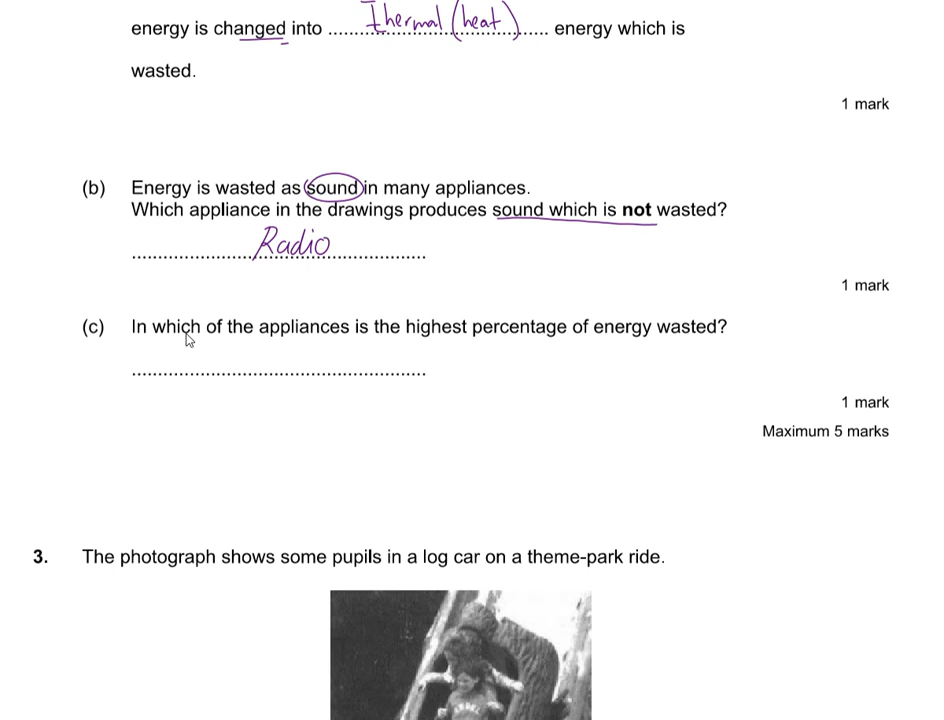 energy is changed into ........Thermal (heat)...... energy which is
wasted.
1 mark
(b) Energy is wasted as sound in many appliances.
Which appliance in the drawings produces sound which is not wasted?
Radio
1 mark
(c) In which of the appliances is the highest percentage of energy wasted?
.........................................................
1 mark
Maximum 5 marks
3. The photograph shows some pupils in a log car on a theme-park ride.